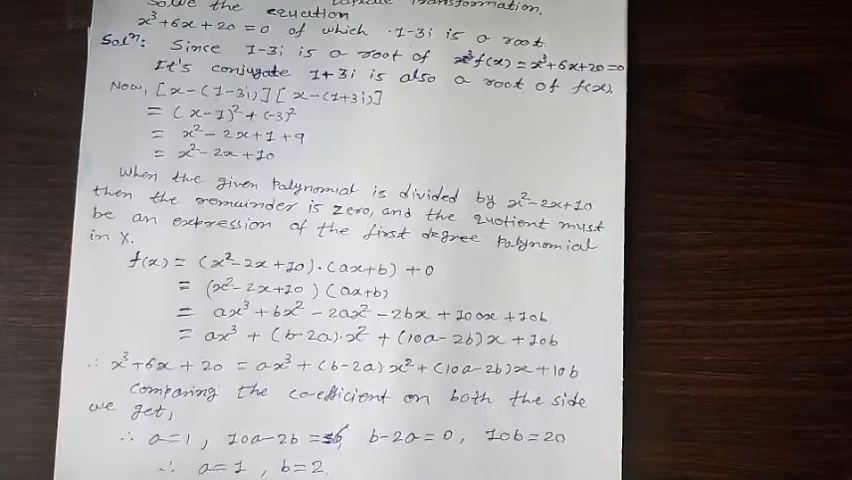 Solve the equation Transformation.
x³+6x+20=0 of which 1-3i is a root.
Solⁿ: Since 1-3i is a root of f(x)=x³+6x+20=0
It's conjugate 1+3i is also a root of f(x).
Now, [x-(1-3i)][x-(1+3i)]
= (x-1)²+(-3)²
= x²-2x+1+9
= x²-2x+10
When the given Polynomial is divided by x²-2x+10
then the remainder is zero, and the quotient must
be an expression of the first degree Polynomial
in X.
f(x) = (x²-2x+10).(ax+b)+0
= (x²-2x+10)(ax+b)
= ax³+bx²-2ax²-2bx+10ax+10b
= ax³+(b-2a).x²+(10a-2b)x+10b
∴ x³+6x+20 = ax³+(b-2a)x²+(10a-2b)x+10b
Comparing the co-efficient on both the side
we get,
∴ a=1, 10a-2b=6, b-2a=0, 10b=20
∴ a=1, b=2.